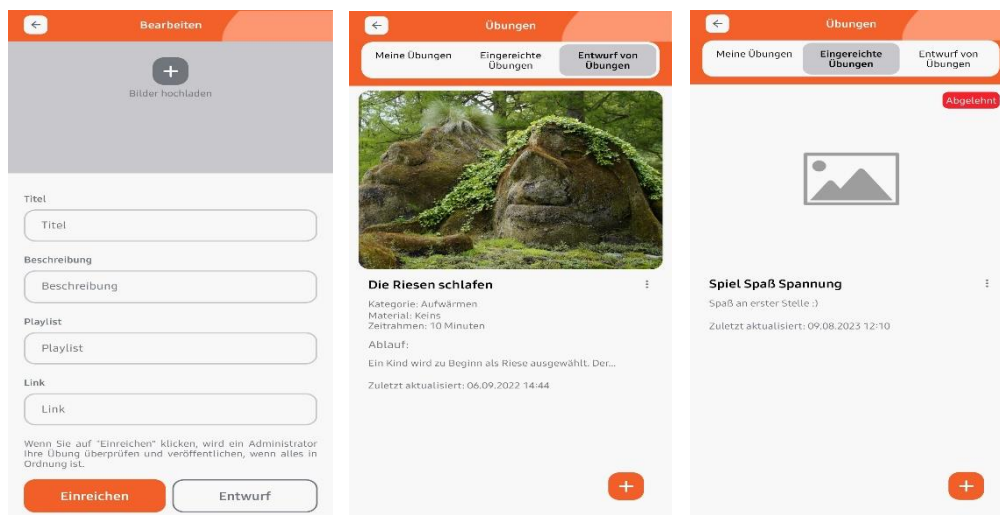 Bearbeiten
Bilder hochladen
Titel
Titel
Beschreibung
Beschreibung
Playlist
Playlist
Link
Link
Wenn Sie auf "Einreichen" klicken, wird ein Administrator
Ihre Übung überprüfen und veröffentlichen, wenn alles in
Ordnung ist.
Einreichen
Entwurf
Übungen
Meine Übungen
Eingereichte
Übungen
Entwurf von
Übungen
Die Riesen schlafen
Kategorie: Aufwärmen
Material: Keins
Zeitrahmen: 10 Minuten
Ablauf:
Ein Kind wird zu Beginn als Riese ausgewählt. Der...
Zuletzt aktualisiert: 06.09.2022 14:44
Übungen
Meine Übungen
Eingereichte
Übungen
Entwurf von
Übungen
Abgelehnt
Spiel Spaß Spannung
Spaß an erster Stelle :)
Zuletzt aktualisiert: 09.08.2023 12:10